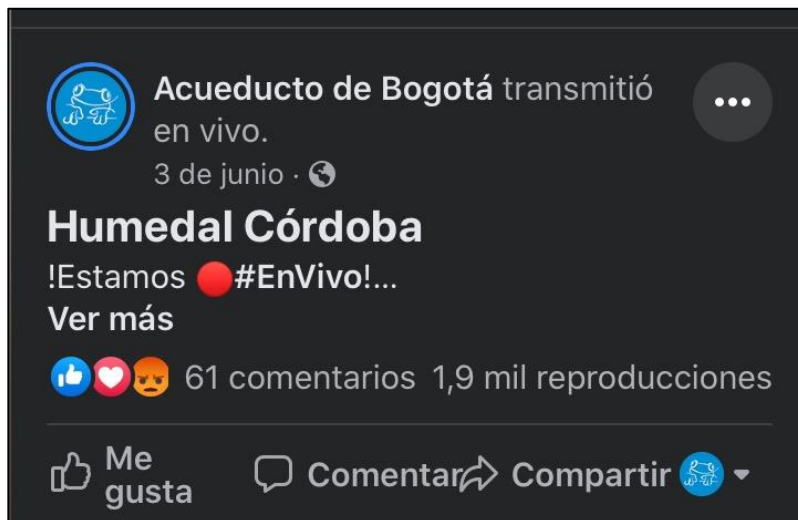 Acueducto de Bogotá transmitió
en vivo.
3 de junio ·
Humedal Córdoba
!Estamos 🔴#EnVivo!...
Ver más
61 comentarios 1,9 mil reproducciones
Me
gusta
Comentar
Compartir